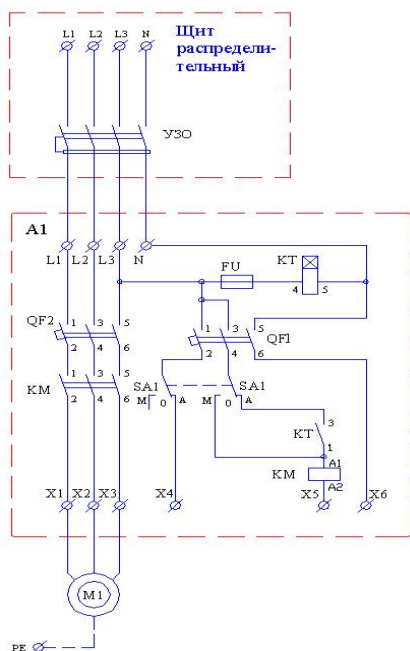 L1 L2 L3 N
Щит
распредели-
тельный
УЗО
A1
L1 L2 L3 N
FU
KT
4 5
QF2
1 3 5
2 4 6
1 3 5
2 4 6
QF1
KM
1 3 5
2 4 6
SA1
M 0 A
SA1
M 0 A
KT
3
1
KM
A1
A2
X1 X2 X3
X4
X5
X6
M1
PE